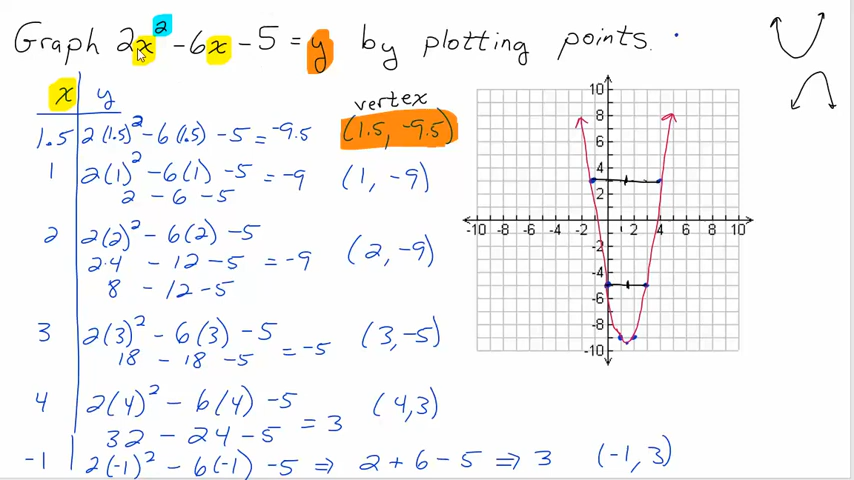 Graph 2x² - 6x - 5 = y by plotting points.
x y
vertex
1.5 2(1.5)² - 6(1.5) - 5 = -9.5 (1.5, -9.5)
1 2(1)² - 6(1) - 5 = -9 (1, -9)
2 - 6 - 5
2 2(2)² - 6(2) - 5
2·4 - 12 - 5 = -9 (2, -9)
8 - 12 - 5
3 2(3)² - 6(3) - 5 (3, -5)
18 - 18 - 5 = -5
4 2(4)² - 6(4) - 5 (4, 3)
32 - 24 - 5 = 3
-1 2(-1)² - 6(-1) - 5 ⇒ 2 + 6 - 5 ⇒ 3 (-1, 3)
10
8
6
4
2
-10 -8 -6 -4 -2 2 4 6 8 10
-2
-4
-6
-8
-10